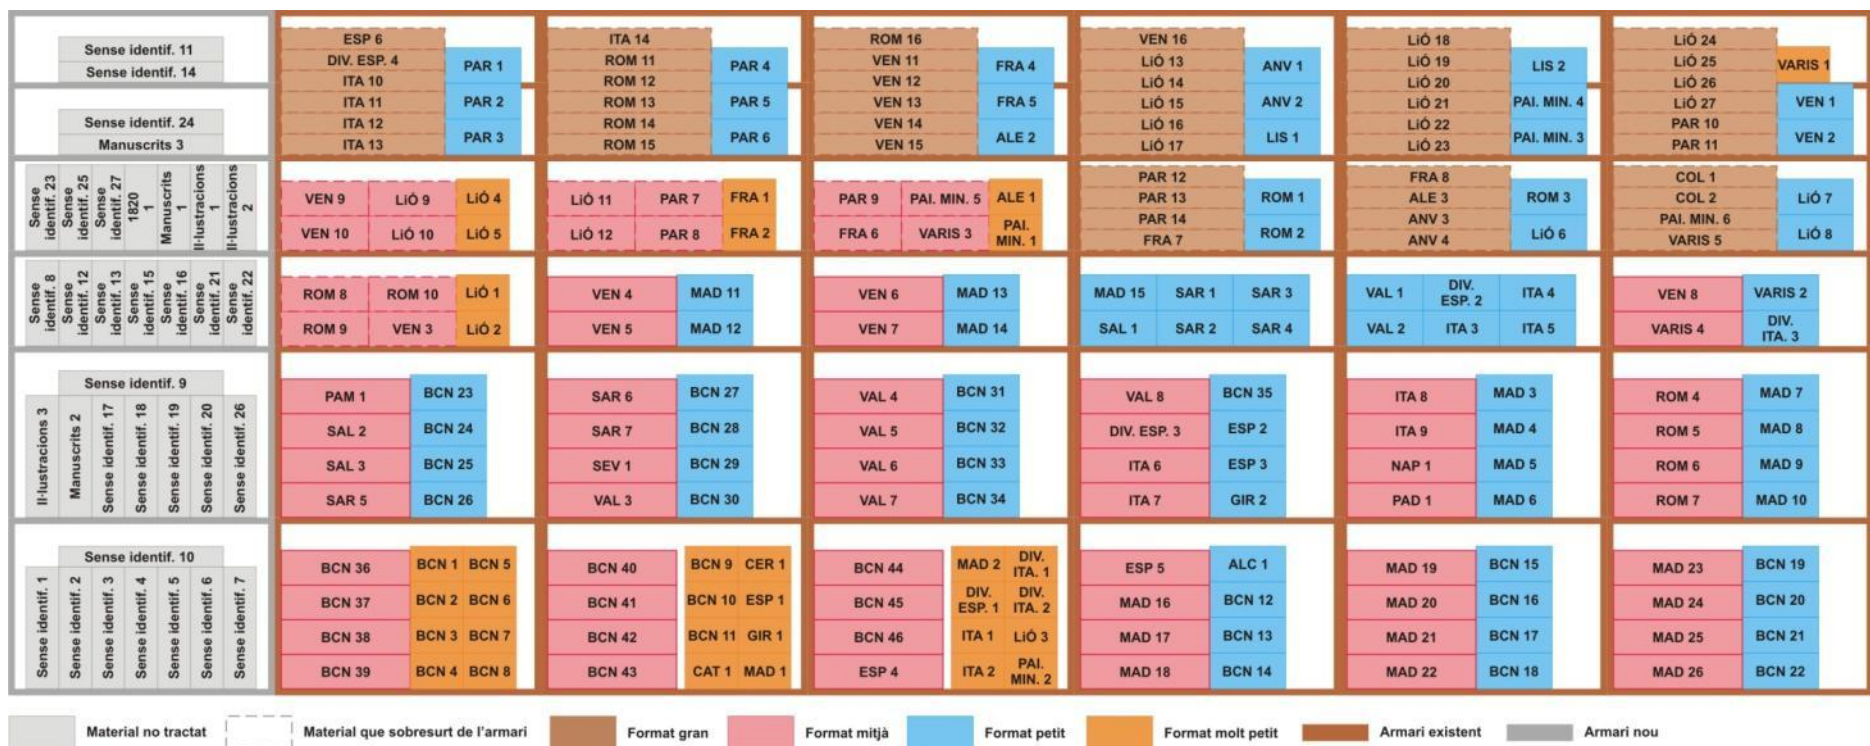 Sense identif. 11
Sense identif. 14
Sense identif. 24
Manuscrits 3
ESP 6
DIV. ESP. 4
ITA 10
ITA 11
ITA 12
ITA 13
PAR 1
PAR 2
PAR 3
ITA 14
ROM 11
ROM 12
ROM 13
ROM 14
ROM 15
PAR 4
PAR 5
PAR 6
ROM 16
VEN 11
VEN 12
VEN 13
VEN 14
VEN 15
FRA 4
FRA 5
ALE 2
VEN 16
LiÓ 13
LiÓ 14
LiÓ 15
LiÓ 16
LiÓ 17
ANV 1
ANV 2
LIS 1
LiÓ 18
LiÓ 19
LiÓ 20
LiÓ 21
LiÓ 22
LiÓ 23
LIS 2
PAI. MIN. 4
PAI. MIN. 3
LiÓ 24
LiÓ 25
LiÓ 26
LiÓ 27
PAR 10
PAR 11
VARIS 1
VEN 1
VEN 2
Sense
identif. 23
Sense
identif. 25
Sense
identif. 27
1820
1
Manuscrits
1
Il·lustracions
1
Il·lustracions
2
VEN 9
LiÓ 9
LiÓ 4
VEN 10
LiÓ 10
LiÓ 5
LiÓ 11
PAR 7
FRA 1
LiÓ 12
PAR 8
FRA 2
PAR 9
PAI. MIN. 5
ALE 1
FRA 6
VARIS 3
PAI.
MIN. 1
PAR 12
PAR 13
PAR 14
FRA 7
ROM 1
ROM 2
FRA 8
ALE 3
ANV 3
ANV 4
ROM 3
LiÓ 6
COL 1
COL 2
PAI. MIN. 6
VARIS 5
LiÓ 7
LiÓ 8
Sense
identif. 8
Sense
identif. 12
Sense
identif. 13
Sense
identif. 15
Sense
identif. 16
Sense
identif. 21
Sense
identif. 22
ROM 8
ROM 10
LiÓ 1
ROM 9
VEN 3
LiÓ 2
VEN 4
MAD 11
VEN 5
MAD 12
VEN 6
MAD 13
VEN 7
MAD 14
MAD 15
SAR 1
SAR 3
SAL 1
SAR 2
SAR 4
VAL 1
DIV.
ESP. 2
ITA 4
VAL 2
ITA 3
ITA 5
VEN 8
VARIS 2
VARIS 4
DIV.
ITA. 3
Sense identif. 9
Il·lustracions 3
Manuscrits 2
Sense identif. 17
Sense identif. 18
Sense identif. 19
Sense identif. 20
Sense identif. 26
PAM 1
BCN 23
SAL 2
BCN 24
SAL 3
BCN 25
SAR 5
BCN 26
SAR 6
BCN 27
SAR 7
BCN 28
SEV 1
BCN 29
VAL 3
BCN 30
VAL 4
BCN 31
VAL 5
BCN 32
VAL 6
BCN 33
VAL 7
BCN 34
VAL 8
BCN 35
DIV. ESP. 3
ESP 2
ITA 6
ESP 3
ITA 7
GIR 2
ITA 8
MAD 3
ITA 9
MAD 4
NAP 1
MAD 5
PAD 1
MAD 6
ROM 4
MAD 7
ROM 5
MAD 8
ROM 6
MAD 9
ROM 7
MAD 10
Sense identif. 10
Sense identif. 1
Sense identif. 2
Sense identif. 3
Sense identif. 4
Sense identif. 5
Sense identif. 6
Sense identif. 7
BCN 36
BCN 1 BCN 5
BCN 37
BCN 2 BCN 6
BCN 38
BCN 3 BCN 7
BCN 39
BCN 4 BCN 8
BCN 40
BCN 9 CER 1
BCN 41
BCN 10 ESP 1
BCN 42
BCN 11 GIR 1
BCN 43
CAT 1 MAD 1
BCN 44
MAD 2
DIV.
ITA. 1
BCN 45
DIV.
ESP. 1
DIV.
ITA. 2
BCN 46
ITA 1
LiÓ 3
ESP 4
ITA 2
PAI.
MIN. 2
ESP 5
ALC 1
MAD 16
BCN 12
MAD 17
BCN 13
MAD 18
BCN 14
MAD 19
BCN 15
MAD 20
BCN 16
MAD 21
BCN 17
MAD 22
BCN 18
MAD 23
BCN 19
MAD 24
BCN 20
MAD 25
BCN 21
MAD 26
BCN 22
Material no tractat
Material que sobresurt de l'armari
Format gran
Format mitjà
Format petit
Format molt petit
Armari existent
Armari nou